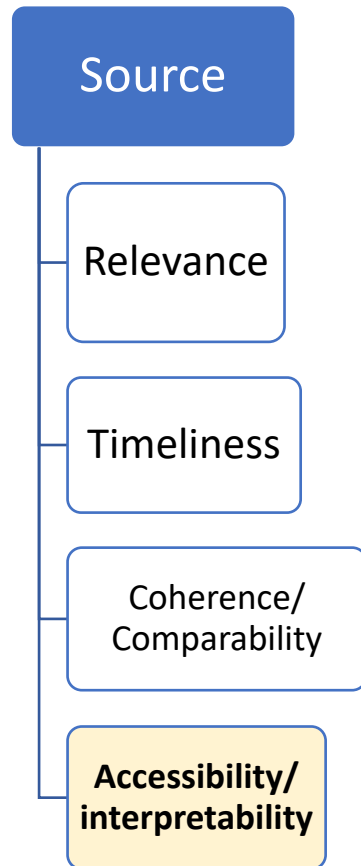 Source
Relevance
Timeliness
Coherence/
Comparability
Accessibility/
interpretability